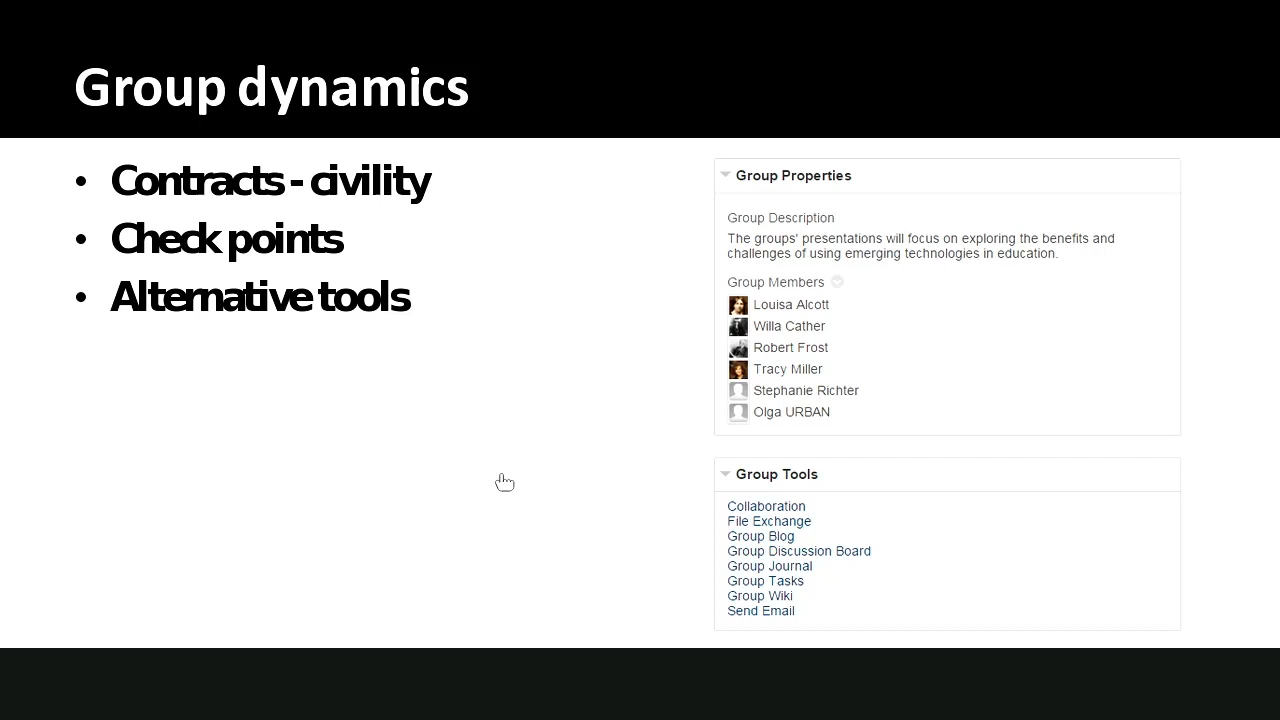 Group dynamics
• Contracts - civility
• Check points
• Alternative tools
Group Properties
Group Description
The groups' presentations will focus on exploring the benefits and
challenges of using emerging technologies in education.
Group Members
Louisa Alcott
Willa Cather
Robert Frost
Tracy Miller
Stephanie Richter
Olga URBAN
Group Tools
Collaboration
File Exchange
Group Blog
Group Discussion Board
Group Journal
Group Tasks
Group Wiki
Send Email